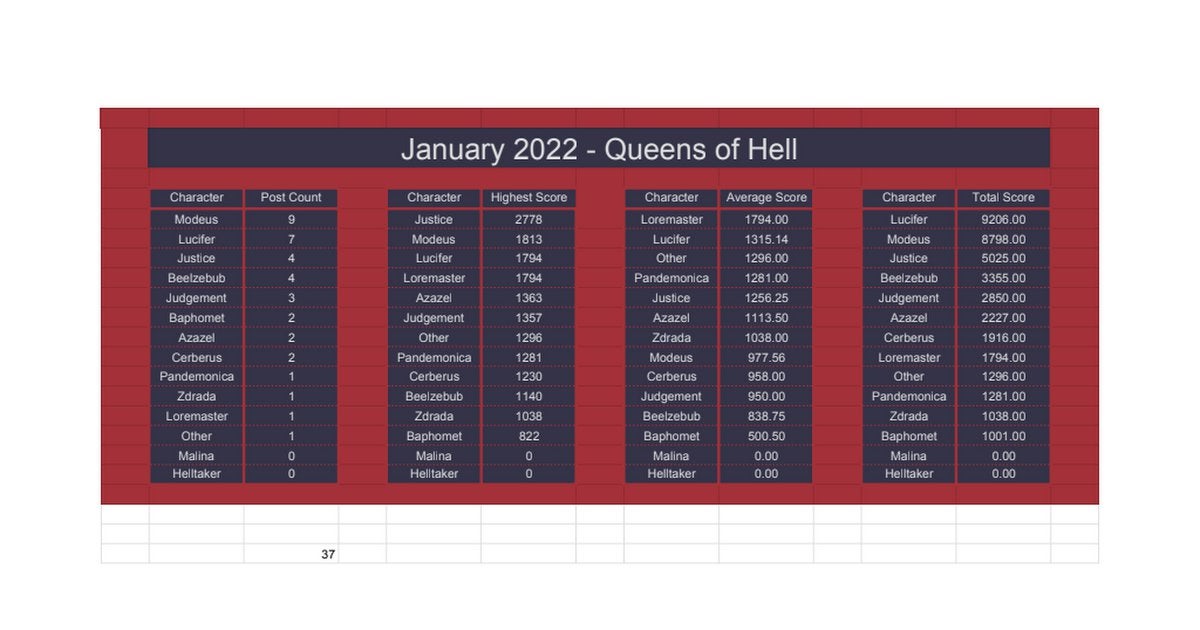 January 2022 - Queens of Hell
Character Post Count Character Highest Score Character Average Score Character Total Score
Modeus 9 Justice 2778 Loremaster 1794.00 Lucifer 9206.00
Lucifer 7 Modeus 1813 Lucifer 1315.14 Modeus 8798.00
Justice 4 Lucifer 1794 Other 1296.00 Justice 5025.00
Beelzebub 4 Loremaster 1794 Pandemonica 1281.00 Beelzebub 3355.00
Judgement 3 Azazel 1363 Justice 1256.25 Judgement 2850.00
Baphomet 2 Judgement 1357 Azazel 1113.50 Azazel 2227.00
Azazel 2 Other 1296 Zdrada 1038.00 Cerberus 1916.00
Cerberus 2 Pandemonica 1281 Modeus 977.56 Loremaster 1794.00
Pandemonica 1 Cerberus 1230 Cerberus 958.00 Other 1296.00
Zdrada 1 Beelzebub 1140 Judgement 950.00 Pandemonica 1281.00
Loremaster 1 Zdrada 1038 Beelzebub 838.75 Zdrada 1038.00
Other 1 Baphomet 822 Baphomet 500.50 Baphomet 1001.00
Malina 0 Malina 0 Malina 0.00 Malina 0.00
Helltaker 0 Helltaker 0 Helltaker 0.00 Helltaker 0.00
37